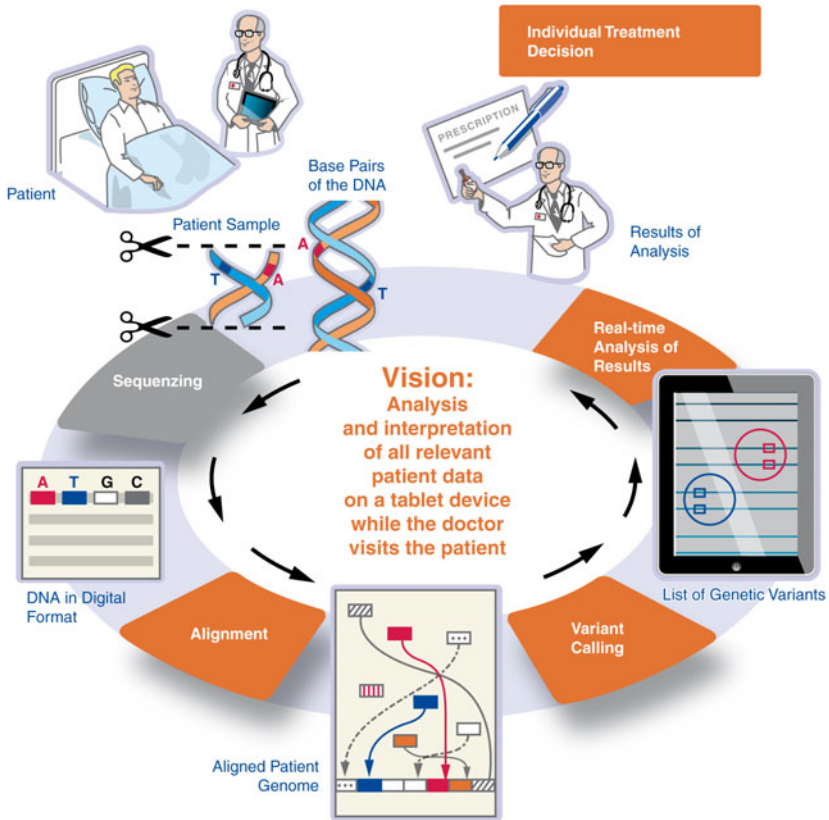 Individual Treatment
Decision
PRESCRIPTION
Base Pairs
of the DNA
Patient
Patient Sample
A
T
A
T
Results of
Analysis
Real-time
Analysis of
Results
Sequenzing
Vision:
Analysis
and interpretation
of all relevant
patient data
on a tablet device
while the doctor
visits the patient
A T G C
DNA in Digital
Format
List of Genetic Variants
Alignment
Variant
Calling
Aligned Patient
Genome